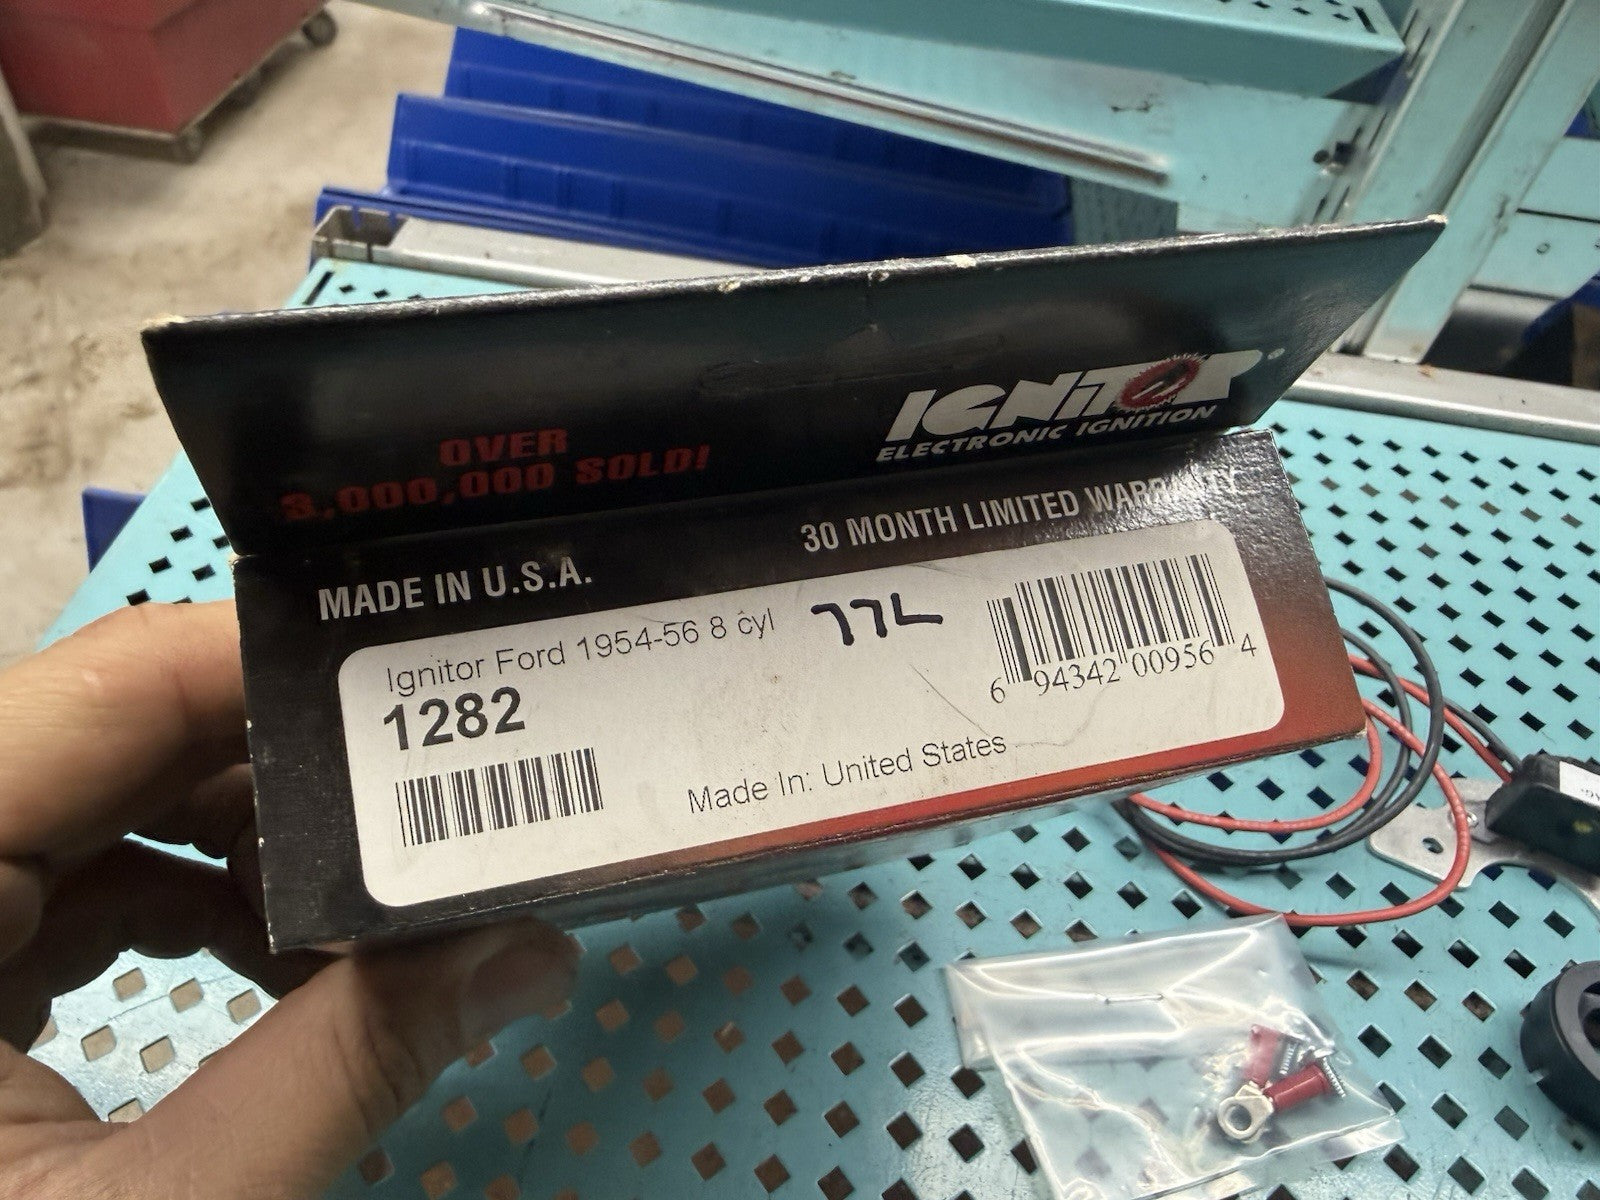 IGNITOR®
ELECTRONIC IGNITION
OVER
3,000,000 SOLD!
30 MONTH LIMITED WARRANTY
MADE IN U.S.A.
Ignitor Ford 1954-56 8 cyl
77L
1282
6 94342 00956 4
Made In: United States